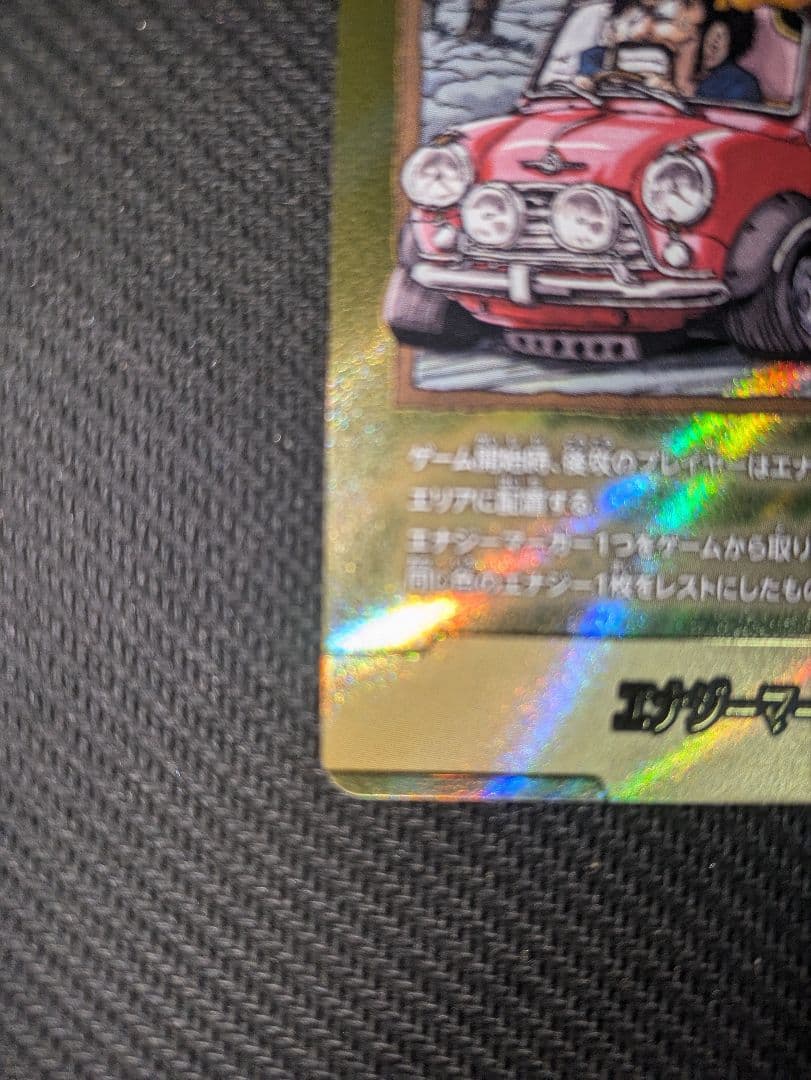 ゲーム開始時、後攻のプレイヤーはエナ
エリアに配置する
エナジーマーカー1つをゲームから取り
同じ色のエナジー1枚をレストにしたもの
エナジーマー